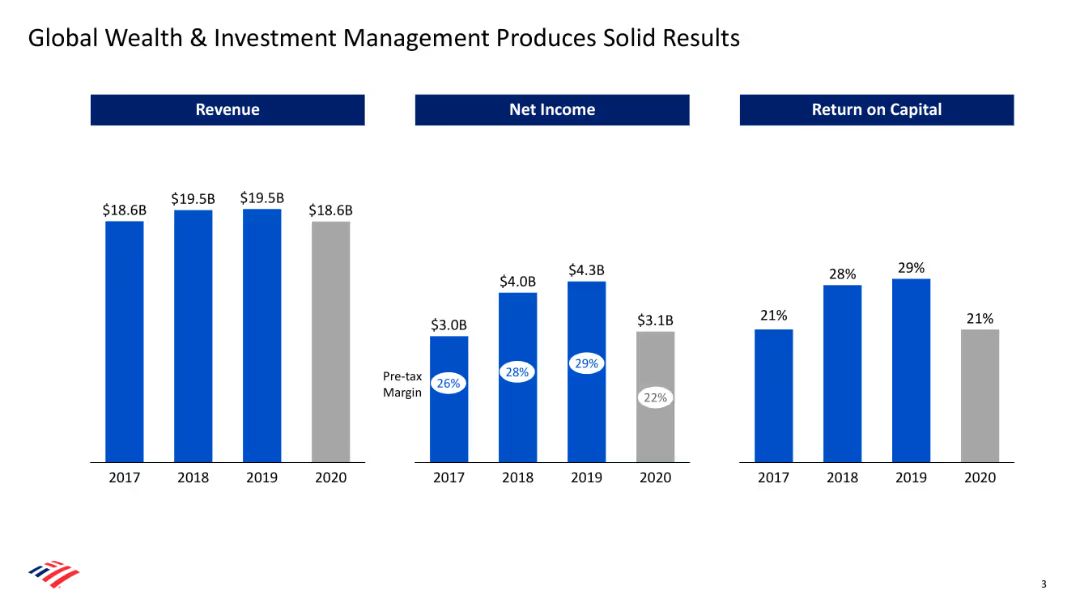 Global Wealth & Investment Management Produces Solid Results
Revenue
$18.6B
$19.5B
$19.5B
$18.6B
2017
2018
2019
2020
Net Income
$3.0B
$4.0B
$4.3B
$3.1B
Pre-tax
Margin
26%
28%
29%
22%
2017
2018
2019
2020
Return on Capital
21%
28%
29%
21%
2017
2018
2019
2020
3